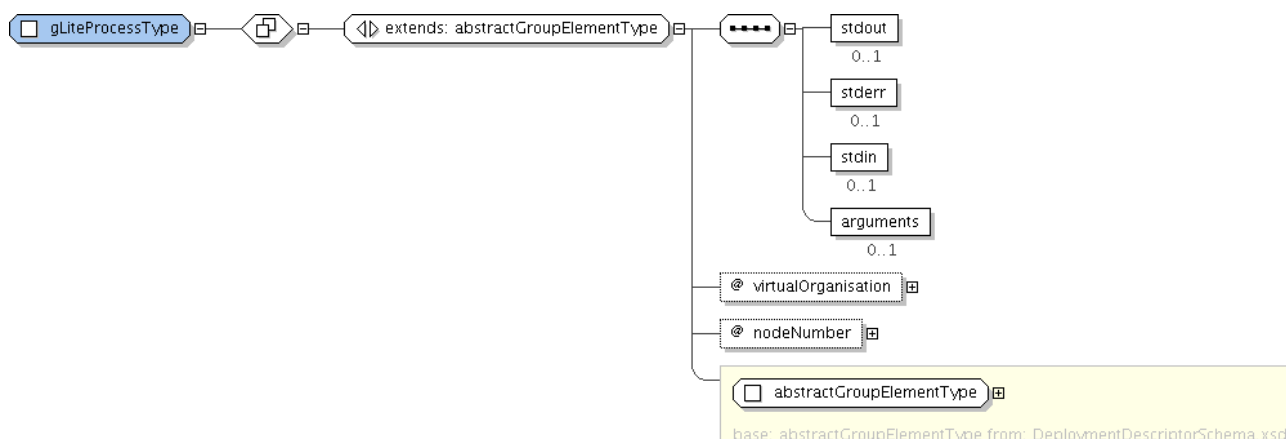 gLiteProcessType
extends: abstractGroupElementType
stdout
0..1
stderr
0..1
stdin
0..1
arguments
0..1
@ virtualOrganisation
@ nodeNumber
abstractGroupElementType
base: abstractGroupElementType from: DeploymentDescriptorSchema.xsd